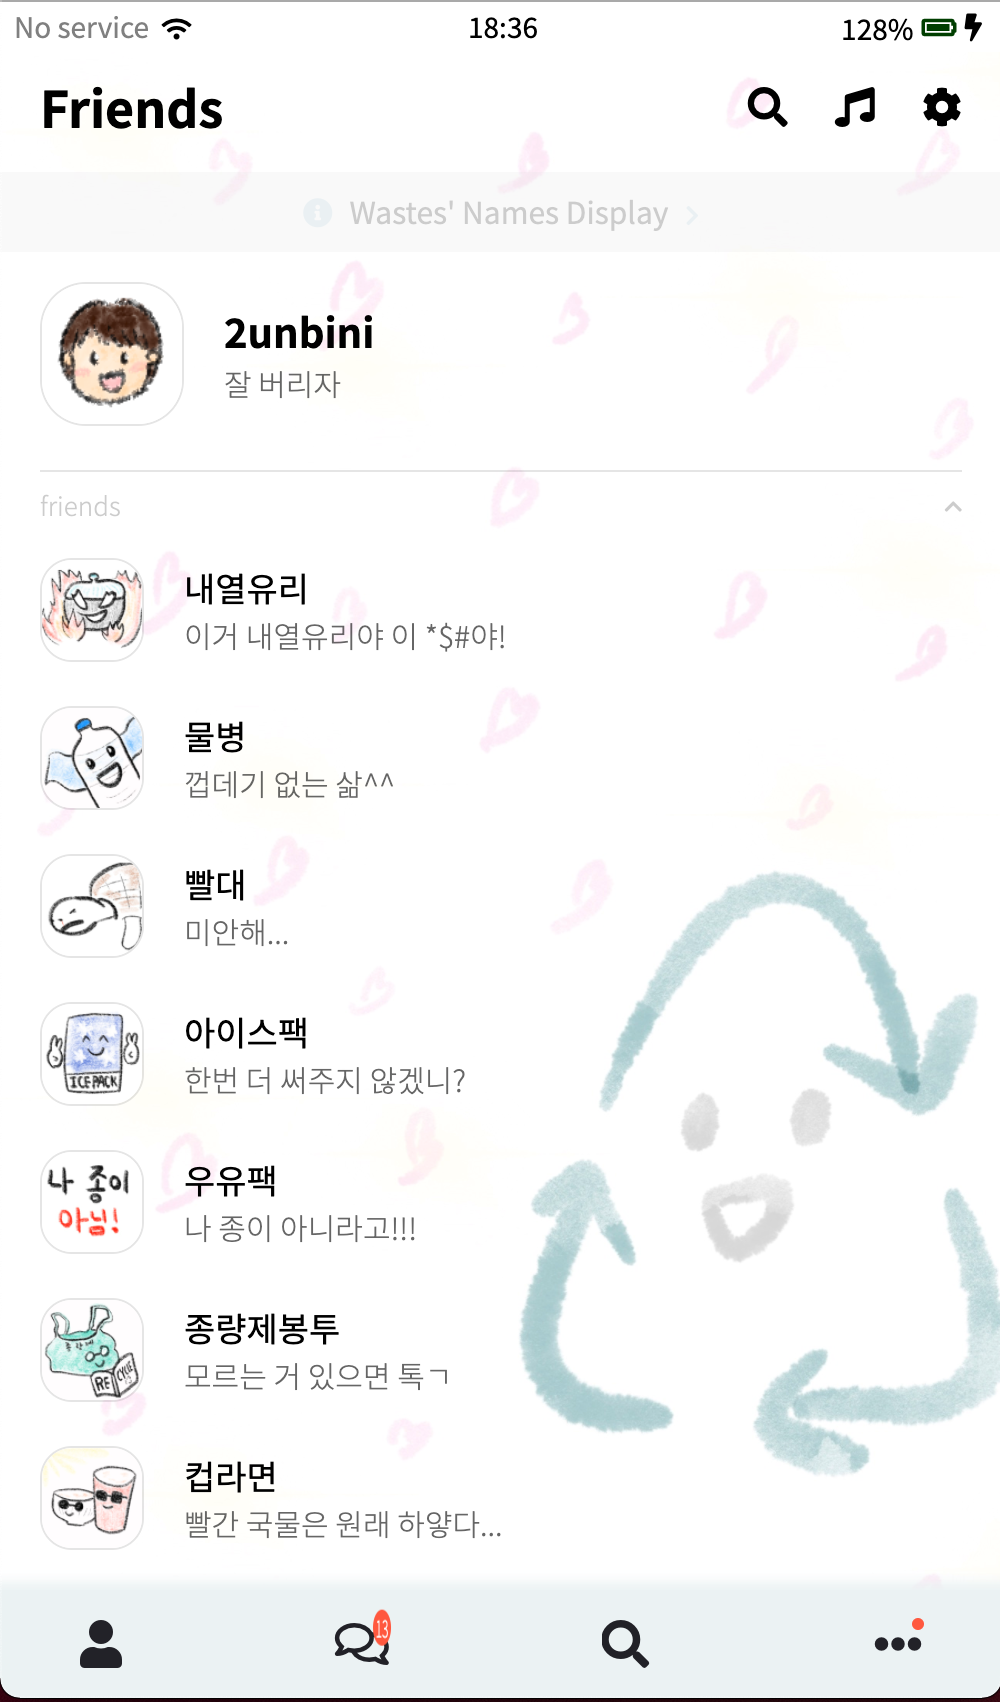 No service 18:36 128%
Friends
Wastes' Names Display
2unbini
잘 버리자
friends
내열유리
이거 내열유리야 이 *$#야!
물병
껍데기 없는 삶^^
빨대
미안해...
아이스팩
한번 더 써주지 않겠니?
ICE PACK
우유팩
나 종이 아니라고!!!
나 종이
아님!
종량제봉투
모르는 거 있으면 톡ㄱ
종량제
RECYCLE
컵라면
빨간 국물은 원래 하얗다...
13